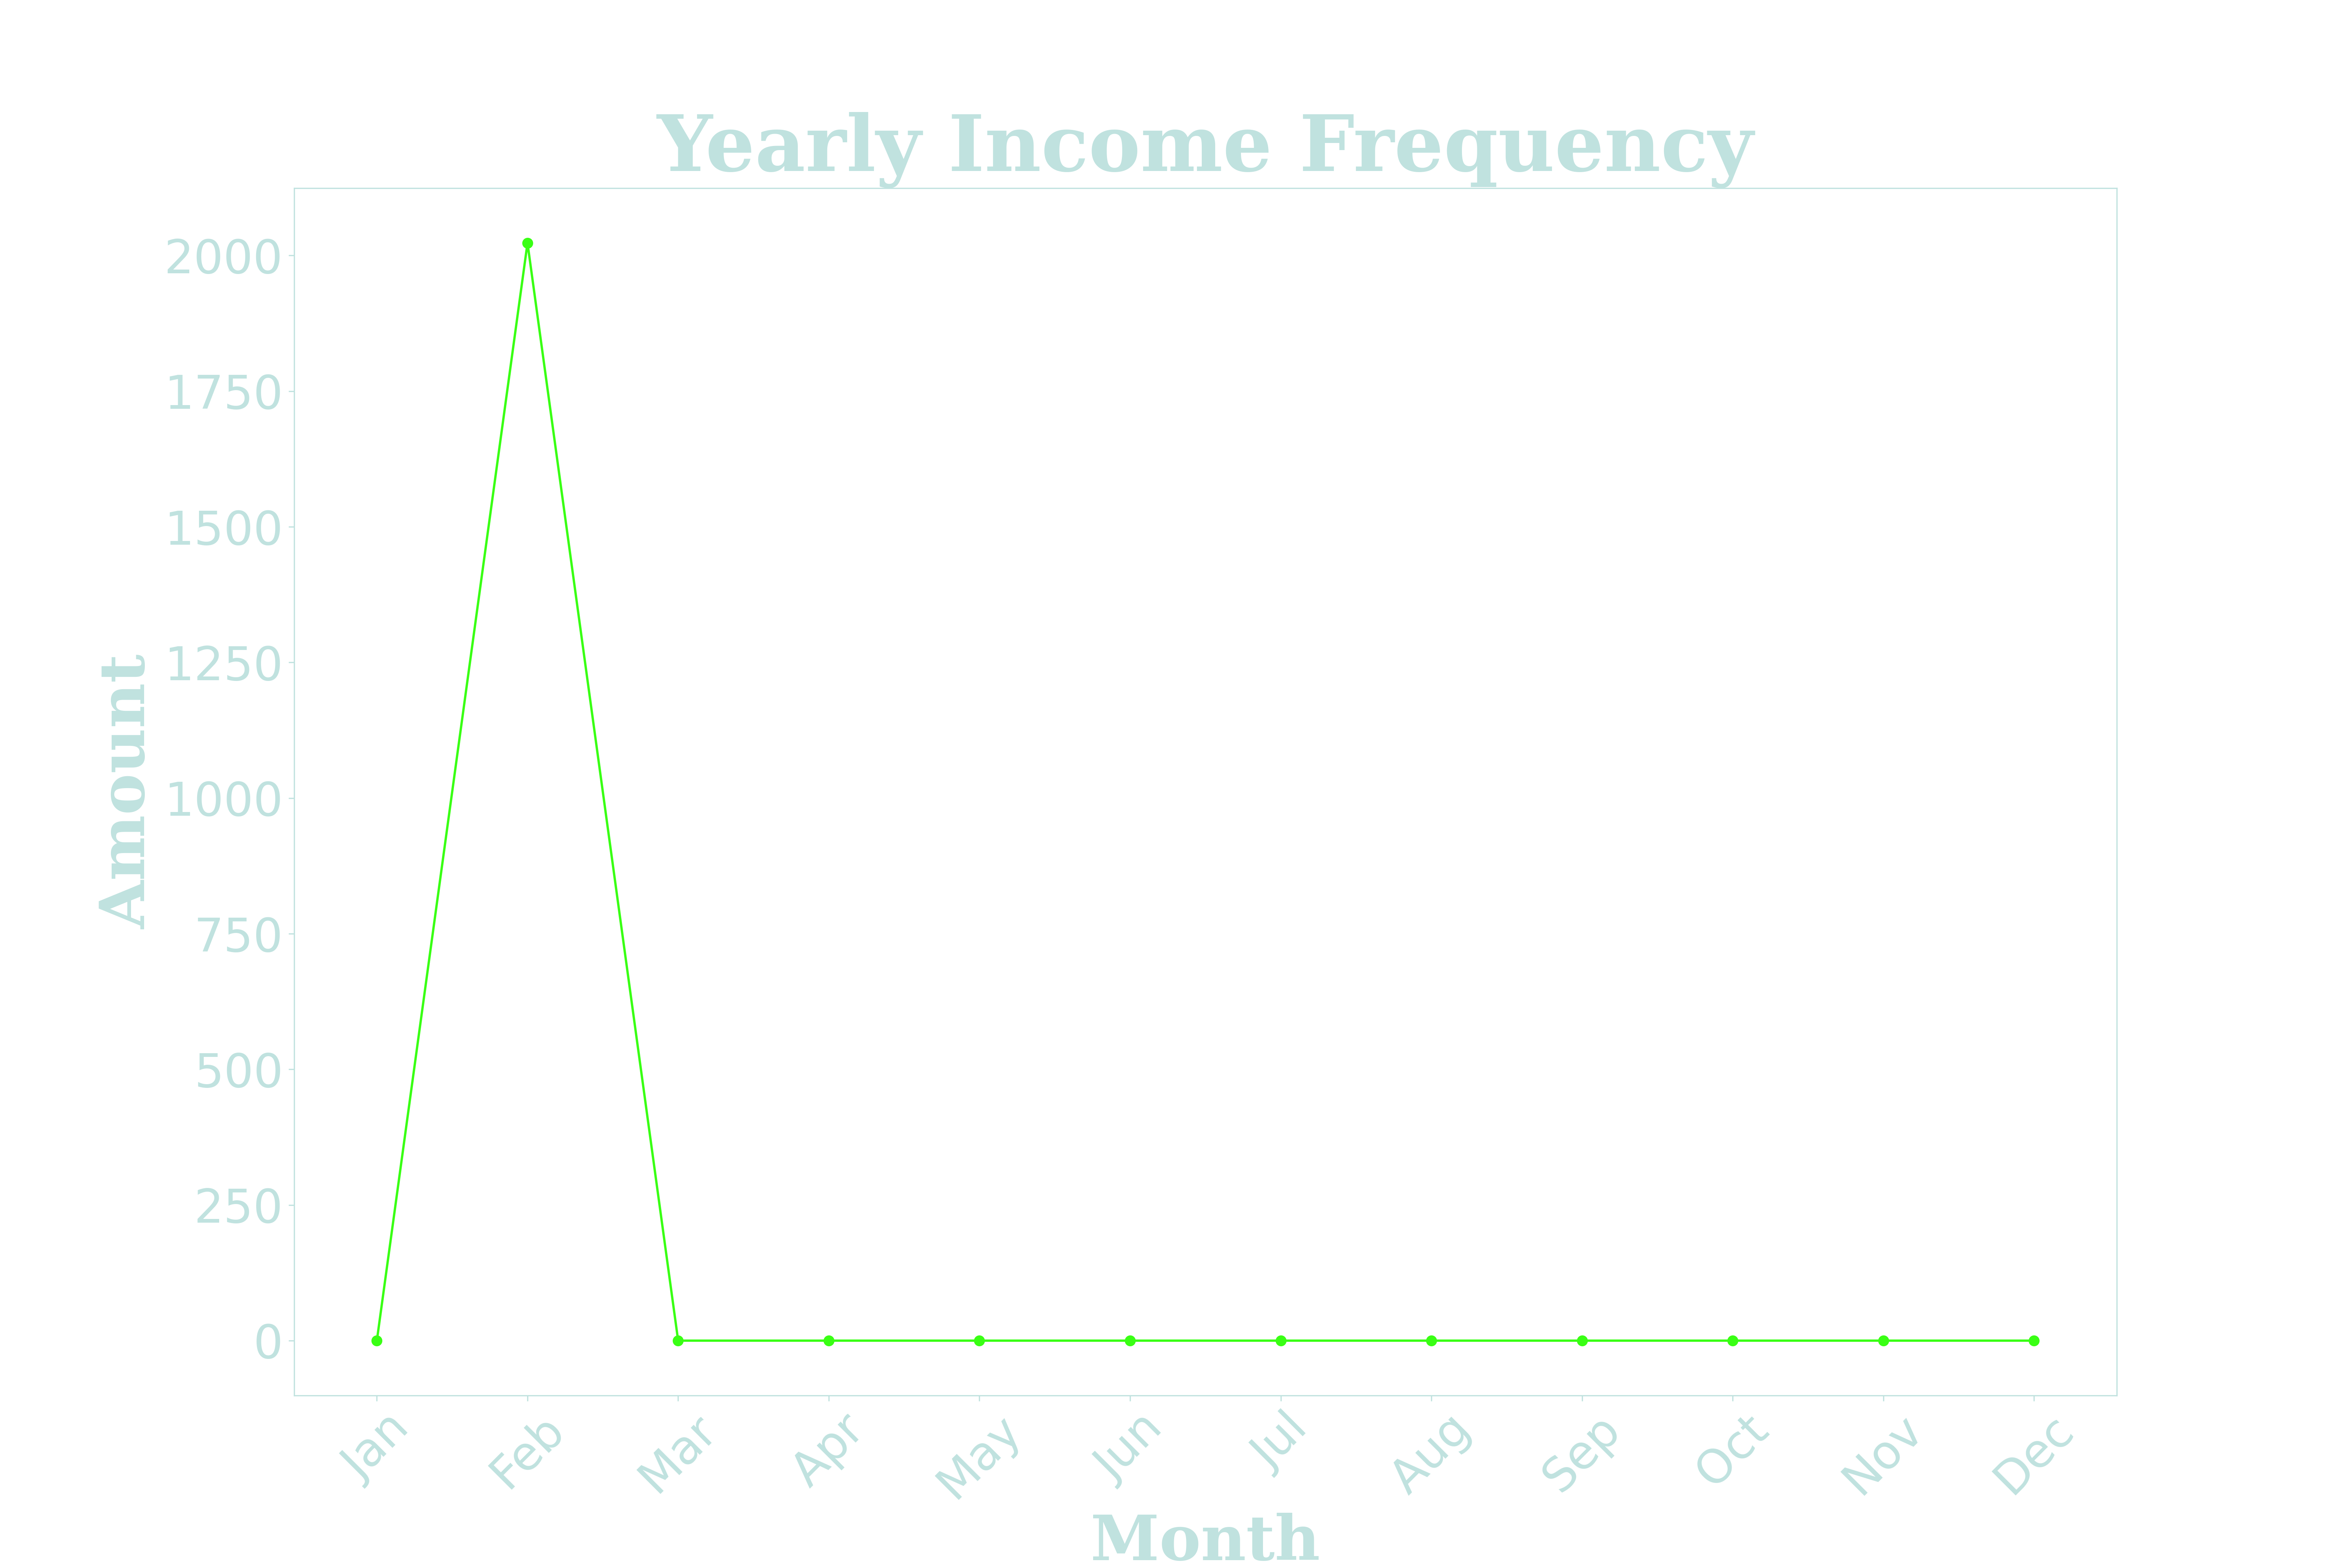 Yearly Income Frequency
Amount
2000
1750
1500
1250
1000
750
500
250
0
Jan Feb Mar Apr May Jun Jul Aug Sep Oct Nov Dec
Month